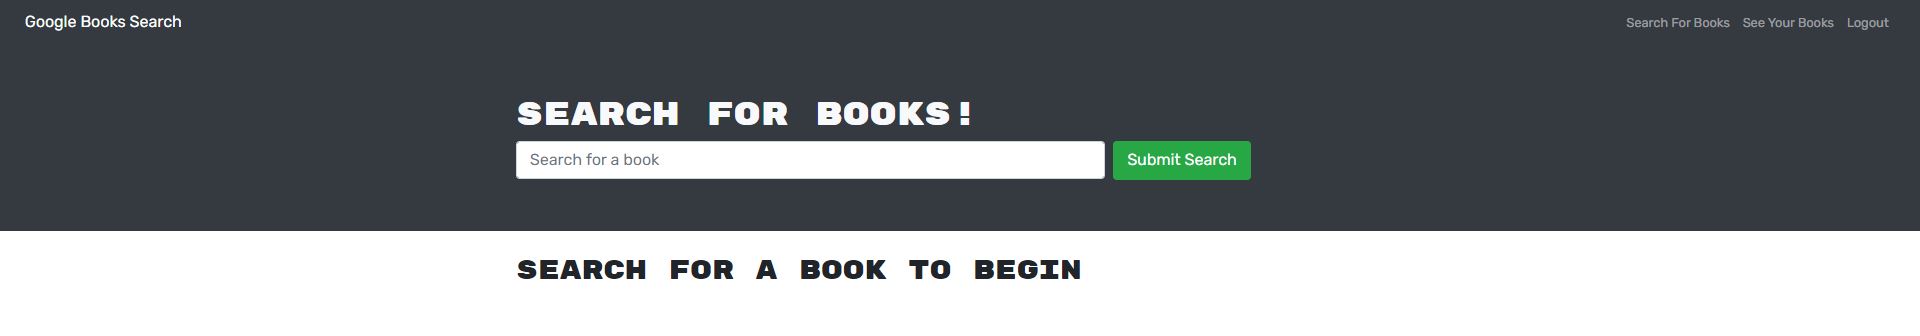 Google Books Search
Search For Books
See Your Books
Logout
SEARCH FOR BOOKS!
Search for a book
Submit Search
SEARCH FOR A BOOK TO BEGIN